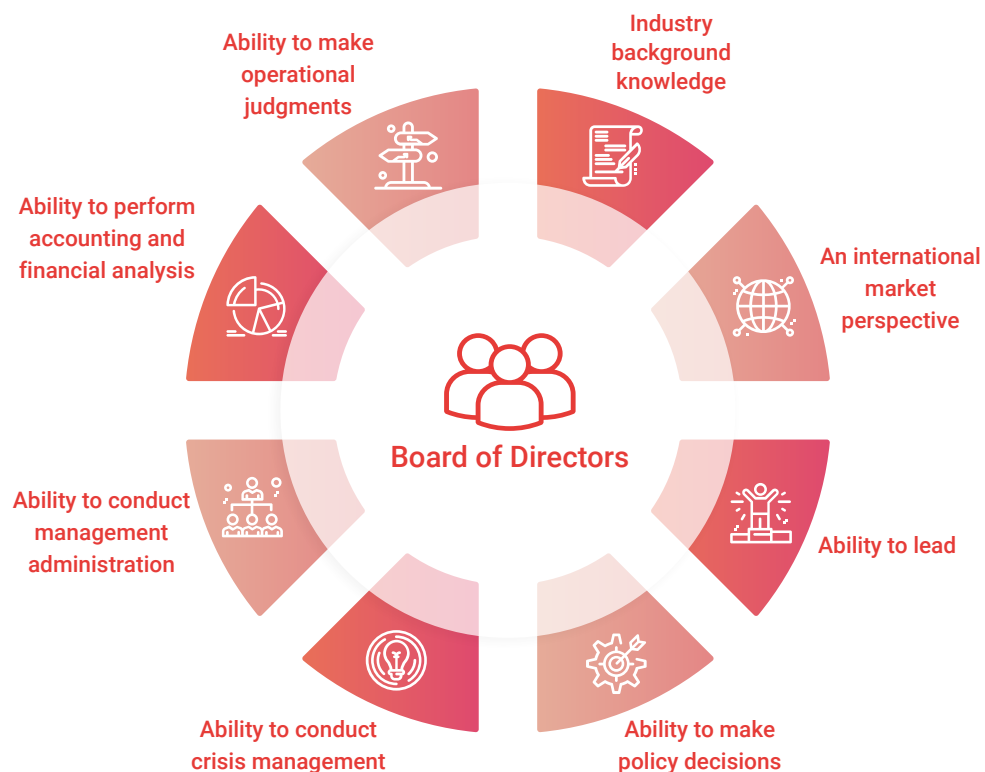 Industry
background
knowledge
An international
market
perspective
Ability to lead
Ability to make
policy decisions
Ability to conduct
crisis management
Ability to conduct
management
administration
Ability to perform
accounting and
financial analysis
Ability to make
operational
judgments
Board of Directors